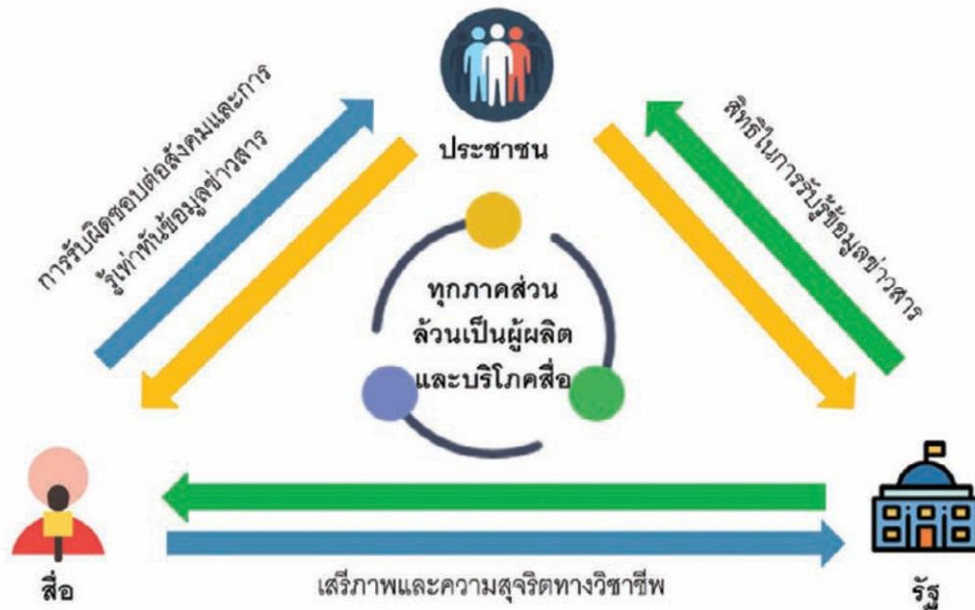 ประชาชน
การรับผิดชอบต่อสังคมและการ
รู้เท่าทันข้อมูลข่าวสาร
สิทธิในการรับรู้ข้อมูลข่าวสาร
ทุกภาคส่วน
ล้วนเป็นผู้ผลิต
และบริโภคสื่อ
สื่อ
เสรีภาพและความสุจริตทางวิชาชีพ
รัฐ